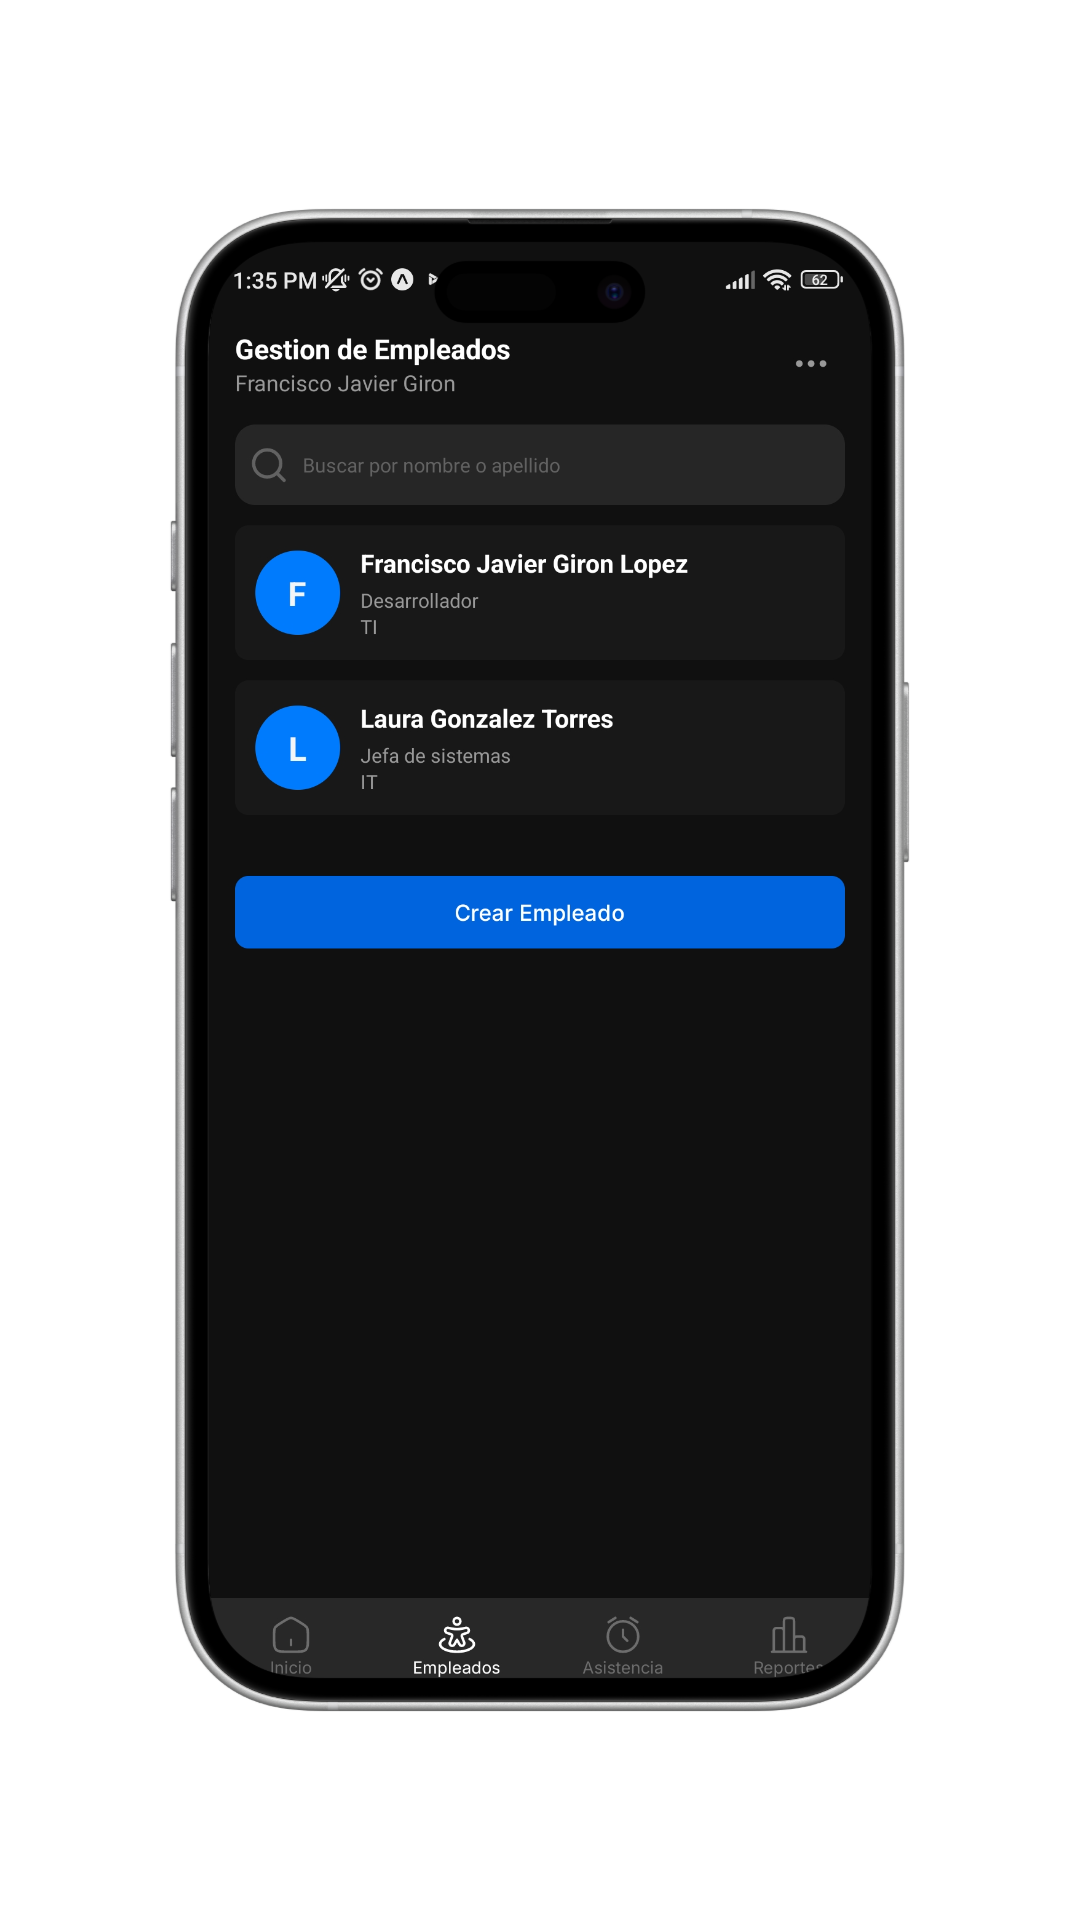 1:35 PM
62
Gestion de Empleados
Francisco Javier Giron
Buscar por nombre o apellido
F
Francisco Javier Giron Lopez
Desarrollador
TI
L
Laura Gonzalez Torres
Jefa de sistemas
IT
Crear Empleado
Inicio
Empleados
Asistencia
Reportes